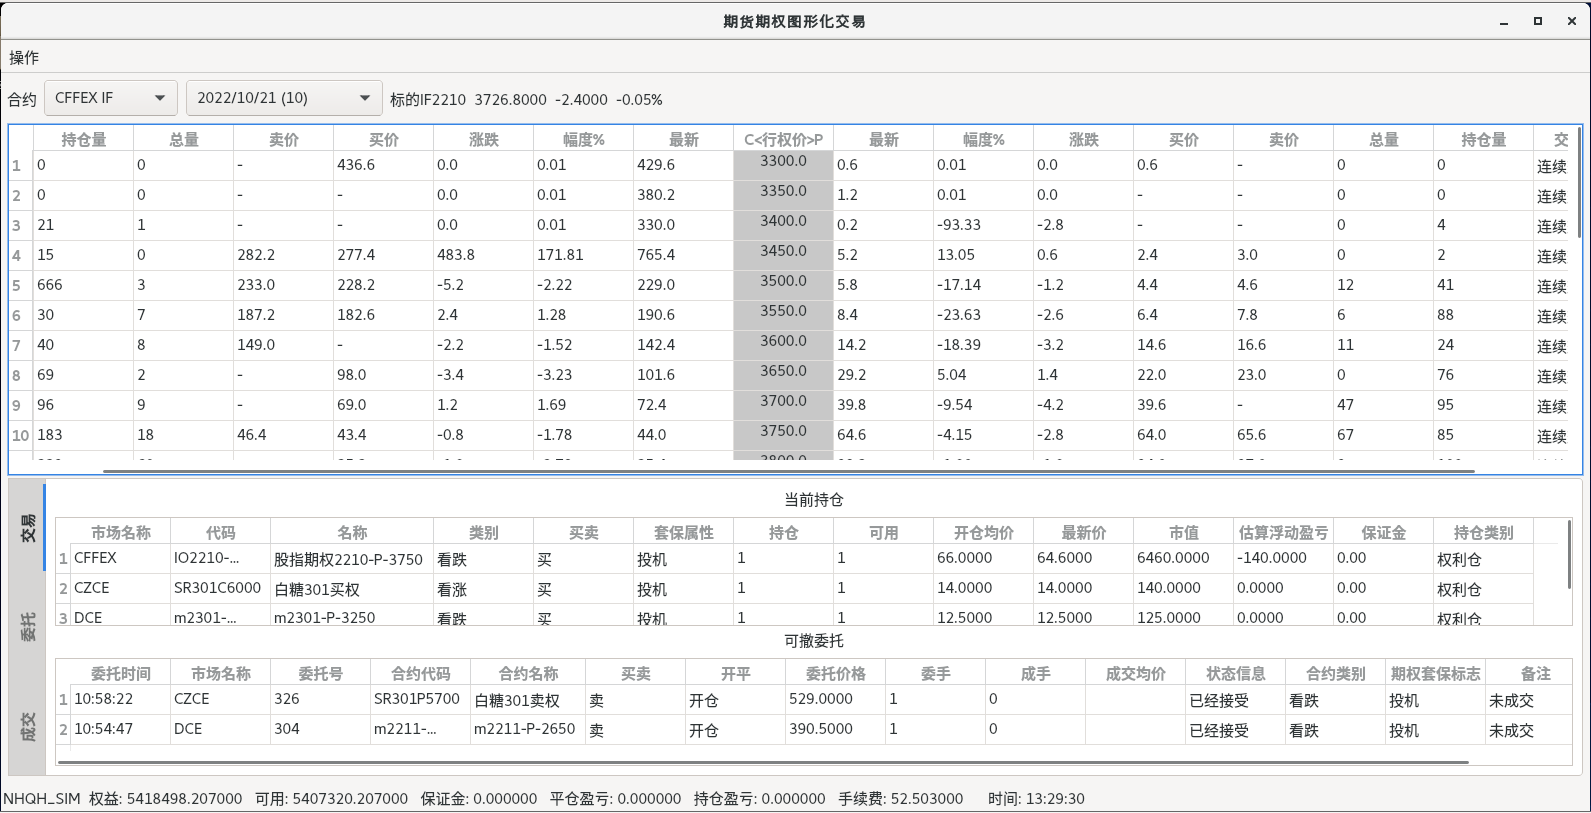 期货期权图形化交易
操作
合约 CFFEX IF 2022/10/21 (10) 标的IF2210 3726.8000 -2.4000 -0.05%
持仓量 总量 卖价 买价 涨跌 幅度% 最新 C<行权价>P 最新 幅度% 涨跌 买价 卖价 总量 持仓量 交
1 0 0 - 436.6 0.0 0.01 429.6 3300.0 0.6 0.01 0.0 0.6 - 0 0 连续
2 0 0 - - 0.0 0.01 380.2 3350.0 1.2 0.01 0.0 - - 0 0 连续
3 21 1 - - 0.0 0.01 330.0 3400.0 0.2 -93.33 -2.8 - - 0 4 连续
4 15 0 282.2 277.4 483.8 171.81 765.4 3450.0 5.2 13.05 0.6 2.4 3.0 0 2 连续
5 666 3 233.0 228.2 -5.2 -2.22 229.0 3500.0 5.8 -17.14 -1.2 4.4 4.6 12 41 连续
6 30 7 187.2 182.6 2.4 1.28 190.6 3550.0 8.4 -23.63 -2.6 6.4 7.8 6 88 连续
7 40 8 149.0 - -2.2 -1.52 142.4 3600.0 14.2 -18.39 -3.2 14.6 16.6 11 24 连续
8 69 2 - 98.0 -3.4 -3.23 101.6 3650.0 29.2 5.04 1.4 22.0 23.0 0 76 连续
9 96 9 - 69.0 1.2 1.69 72.4 3700.0 39.8 -9.54 -4.2 39.6 - 47 95 连续
10 183 18 46.4 43.4 -0.8 -1.78 44.0 3750.0 64.6 -4.15 -2.8 64.0 65.6 67 85 连续
3800.0
交易
委托
成交
当前持仓
市场名称 代码 名称 类别 买卖 套保属性 持仓 可用 开仓均价 最新价 市值 估算浮动盈亏 保证金 持仓类别
1 CFFEX IO2210-... 股指期权2210-P-3750 看跌 买 投机 1 1 66.0000 64.6000 6460.0000 -140.0000 0.00 权利仓
2 CZCE SR301C6000 白糖301买权 看涨 买 投机 1 1 14.0000 14.0000 140.0000 0.0000 0.00 权利仓
3 DCE m2301-... m2301-P-3250 看跌 买 投机 1 1 12.5000 12.5000 125.0000 0.0000 0.00 权利仓
可撤委托
委托时间 市场名称 委托号 合约代码 合约名称 买卖 开平 委托价格 委手 成手 成交均价 状态信息 合约类别 期权套保标志 备注
1 10:58:22 CZCE 326 SR301P5700 白糖301卖权 卖 开仓 529.0000 1 0 已经接受 看跌 投机 未成交
2 10:54:47 DCE 304 m2211-... m2211-P-2650 卖 开仓 390.5000 1 0 已经接受 看跌 投机 未成交
NHQH_SIM 权益: 5418498.207000 可用: 5407320.207000 保证金: 0.000000 平仓盈亏: 0.000000 持仓盈亏: 0.000000 手续费: 52.503000 时间: 13:29:30